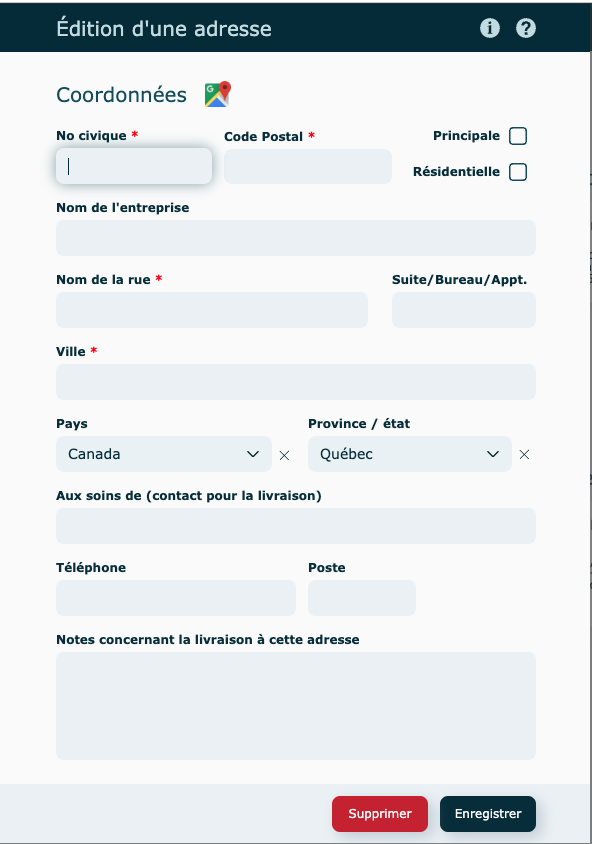 Édition d'une adresse
Coordonnées
No civique * Code Postal * Principale
Résidentielle
Nom de l'entreprise
Nom de la rue * Suite/Bureau/Appt.
Ville *
Pays Province / état
Canada Québec
Aux soins de (contact pour la livraison)
Téléphone Poste
Notes concernant la livraison à cette adresse
Supprimer Enregistrer